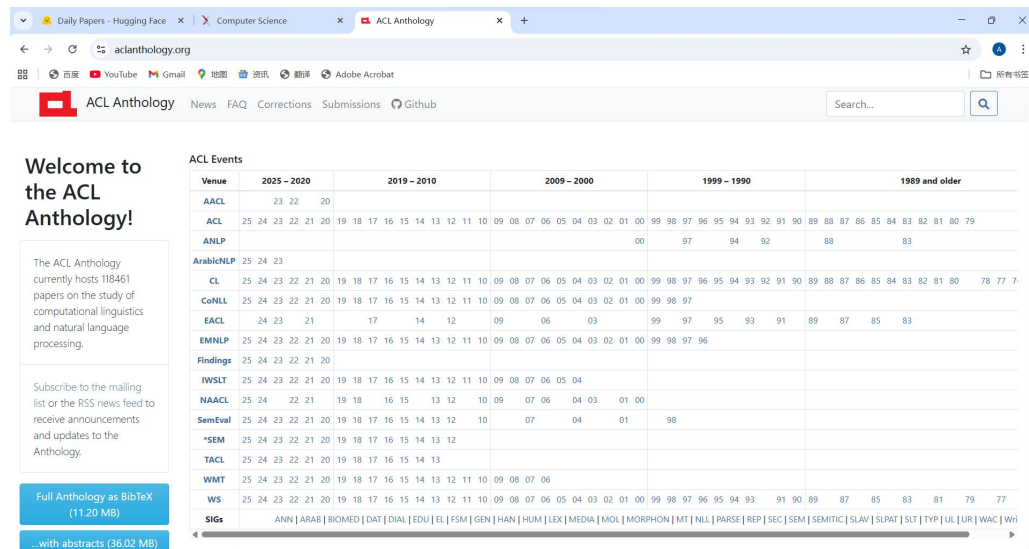 Daily Papers - Hugging Face
Computer Science
ACL Anthology
aclanthology.org
A
百度 YouTube Gmail 地图 资讯 翻译 Adobe Acrobat 所有书签
ACL Anthology News FAQ Corrections Submissions Github Search...
Welcome to
the ACL
Anthology!
The ACL Anthology
currently hosts 118461
papers on the study of
computational linguistics
and natural language
processing.
Subscribe to the mailing
list or the RSS news feed to
receive announcements
and updates to the
Anthology.
Full Anthology as BibTeX
(11.20 MB)
...with abstracts (36.02 MB)
ACL Events
Venue 2025 – 2020 2019 – 2010 2009 – 2000 1999 – 1990 1989 and older
AACL 23 22 20
ACL 25 24 23 22 21 20 19 18 17 16 15 14 13 12 11 10 09 08 07 06 05 04 03 02 01 00 99 98 97 96 95 94 93 92 91 90 89 88 87 86 85 84 83 82 81 80 79
ANLP 00 97 94 92 88 83
ArabicNLP 25 24 23
CL 25 24 23 22 21 20 19 18 17 16 15 14 13 12 11 10 09 08 07 06 05 04 03 02 01 00 99 98 97 96 95 94 93 92 91 90 89 88 87 86 85 84 83 82 81 80 78 77
CoNLL 25 24 23 22 21 20 19 18 17 16 15 14 13 12 11 10 09 08 07 06 05 04 03 02 01 00 99 98 97
EACL 24 23 21 17 14 12 09 06 03 99 97 95 93 91 89 87 85 83
EMNLP 25 24 23 22 21 20 19 18 17 16 15 14 13 12 11 10 09 08 07 06 05 04 03 02 01 00 99 98 97 96
Findings 25 24 23 22 21 20
IWSLT 25 24 23 22 21 20 19 18 17 16 15 14 13 12 11 10 09 08 07 06 05 04
NAACL 25 24 22 21 19 18 16 15 13 12 10 09 07 06 04 03 01 00
SemEval 25 24 23 22 21 20 19 18 17 16 15 14 13 12 10 07 04 01 98
*SEM 25 24 23 22 21 20 19 18 17 16 15 14 13 12
TACL 25 24 23 22 21 20 19 18 17 16 15 14 13
WMT 25 24 23 22 21 20 19 18 17 16 15 14 13 12 11 10 09 08 07 06
WS 25 24 23 22 21 20 19 18 17 16 15 14 13 12 11 10 09 08 07 06 05 04 03 02 01 00 99 98 97 96 95 94 93 91 90 89 87 85 83 81 79 77
SIGs ANN | ARAB | BIOMED | DAT | DIAL | EDU | EL | FSM | GEN | HAN | HUM | LEX | MEDIA | MOL | MORPHON | MT | NLL | PARSE | REP | SEC | SEM | SEMITIC | SLAV | SLPAT | SLT | TYP | UL | UR | WAC | Wri